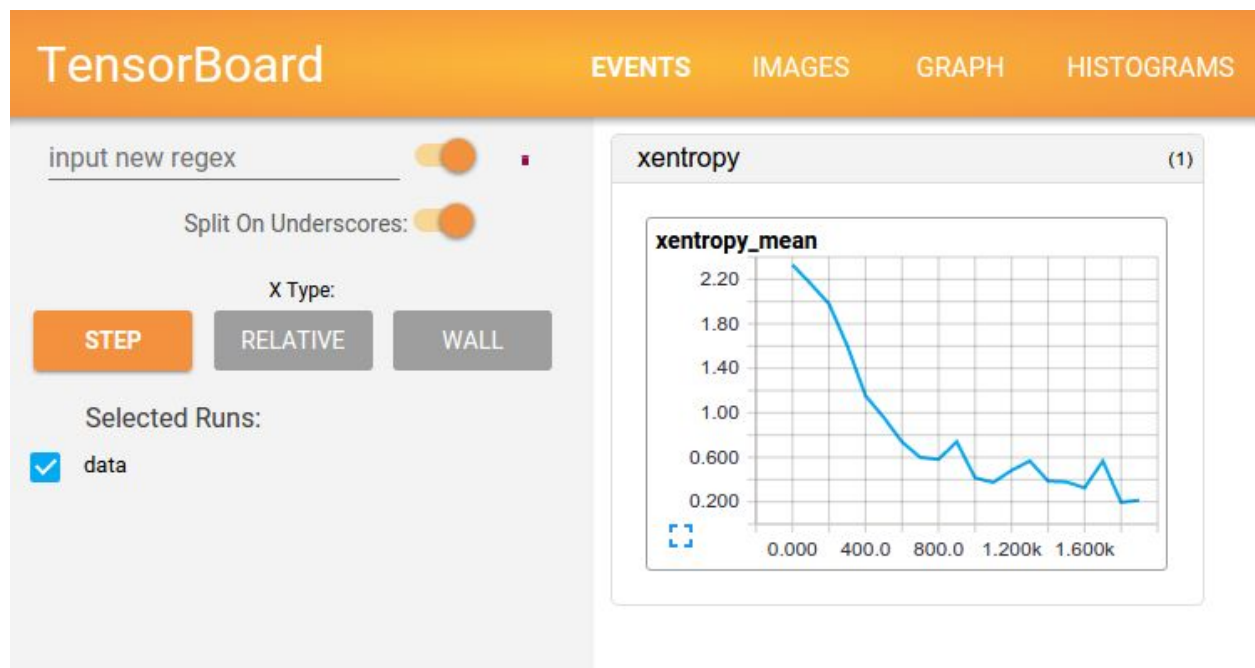 TensorBoard
EVENTS IMAGES GRAPH HISTOGRAMS
input new regex
Split On Underscores:
X Type:
STEP RELATIVE WALL
Selected Runs:
data
xentropy (1)
xentropy_mean
2.20
1.80
1.40
1.00
0.600
0.200
0.000 400.0 800.0 1.200k 1.600k